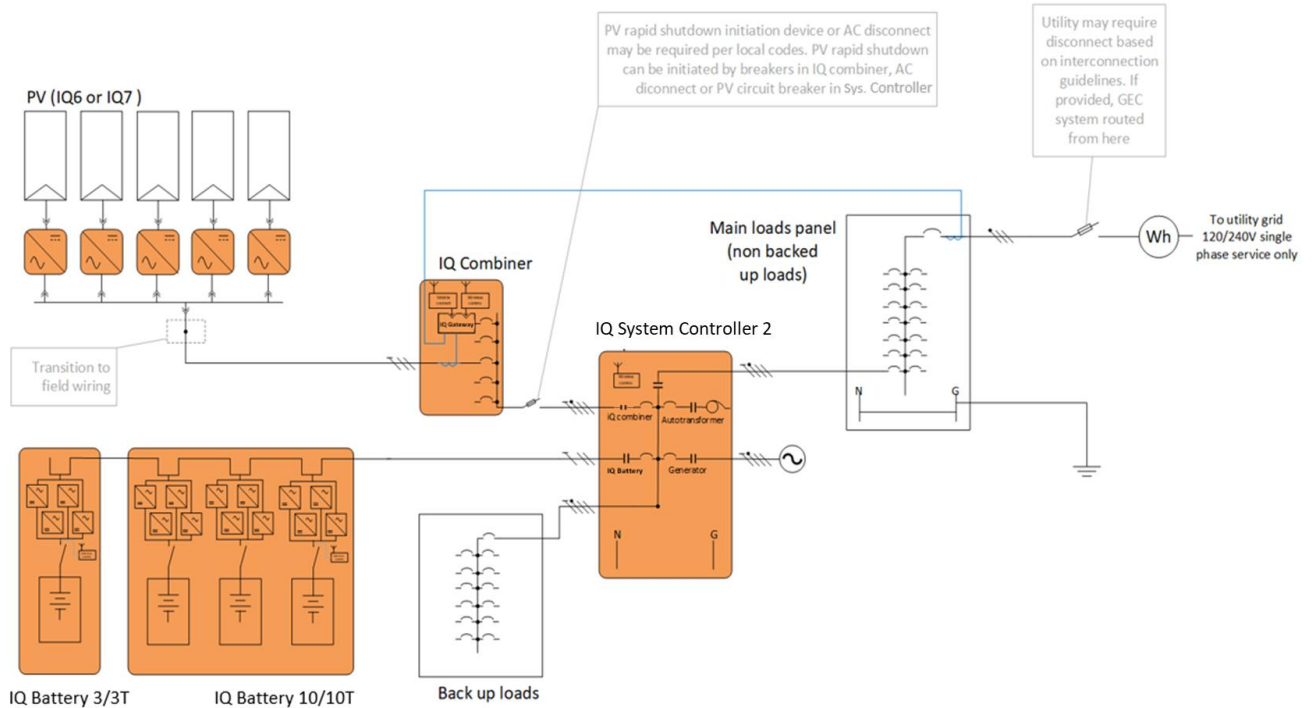 PV rapid shutdown initiation device or AC disconnect
may be required per local codes. PV rapid shutdown
can be initiated by breakers in IQ combiner, AC
diconnect or PV circuit breaker in Sys. Controller
Utility may require
disconnect based
on interconnection
guidelines. If
provided, GEC
system routed
from here
PV (IQ6 or IQ7 )
Transition to
field wiring
IQ Combiner
IQ Gateway
Main loads panel
(non backed
up loads)
N
G
Wh
To utility grid
120/240V single
phase service only
IQ System Controller 2
iQ combiner
Autotransformer
IQ Battery
Generator
N
G
Back up loads
IQ Battery 3/3T
IQ Battery 10/10T